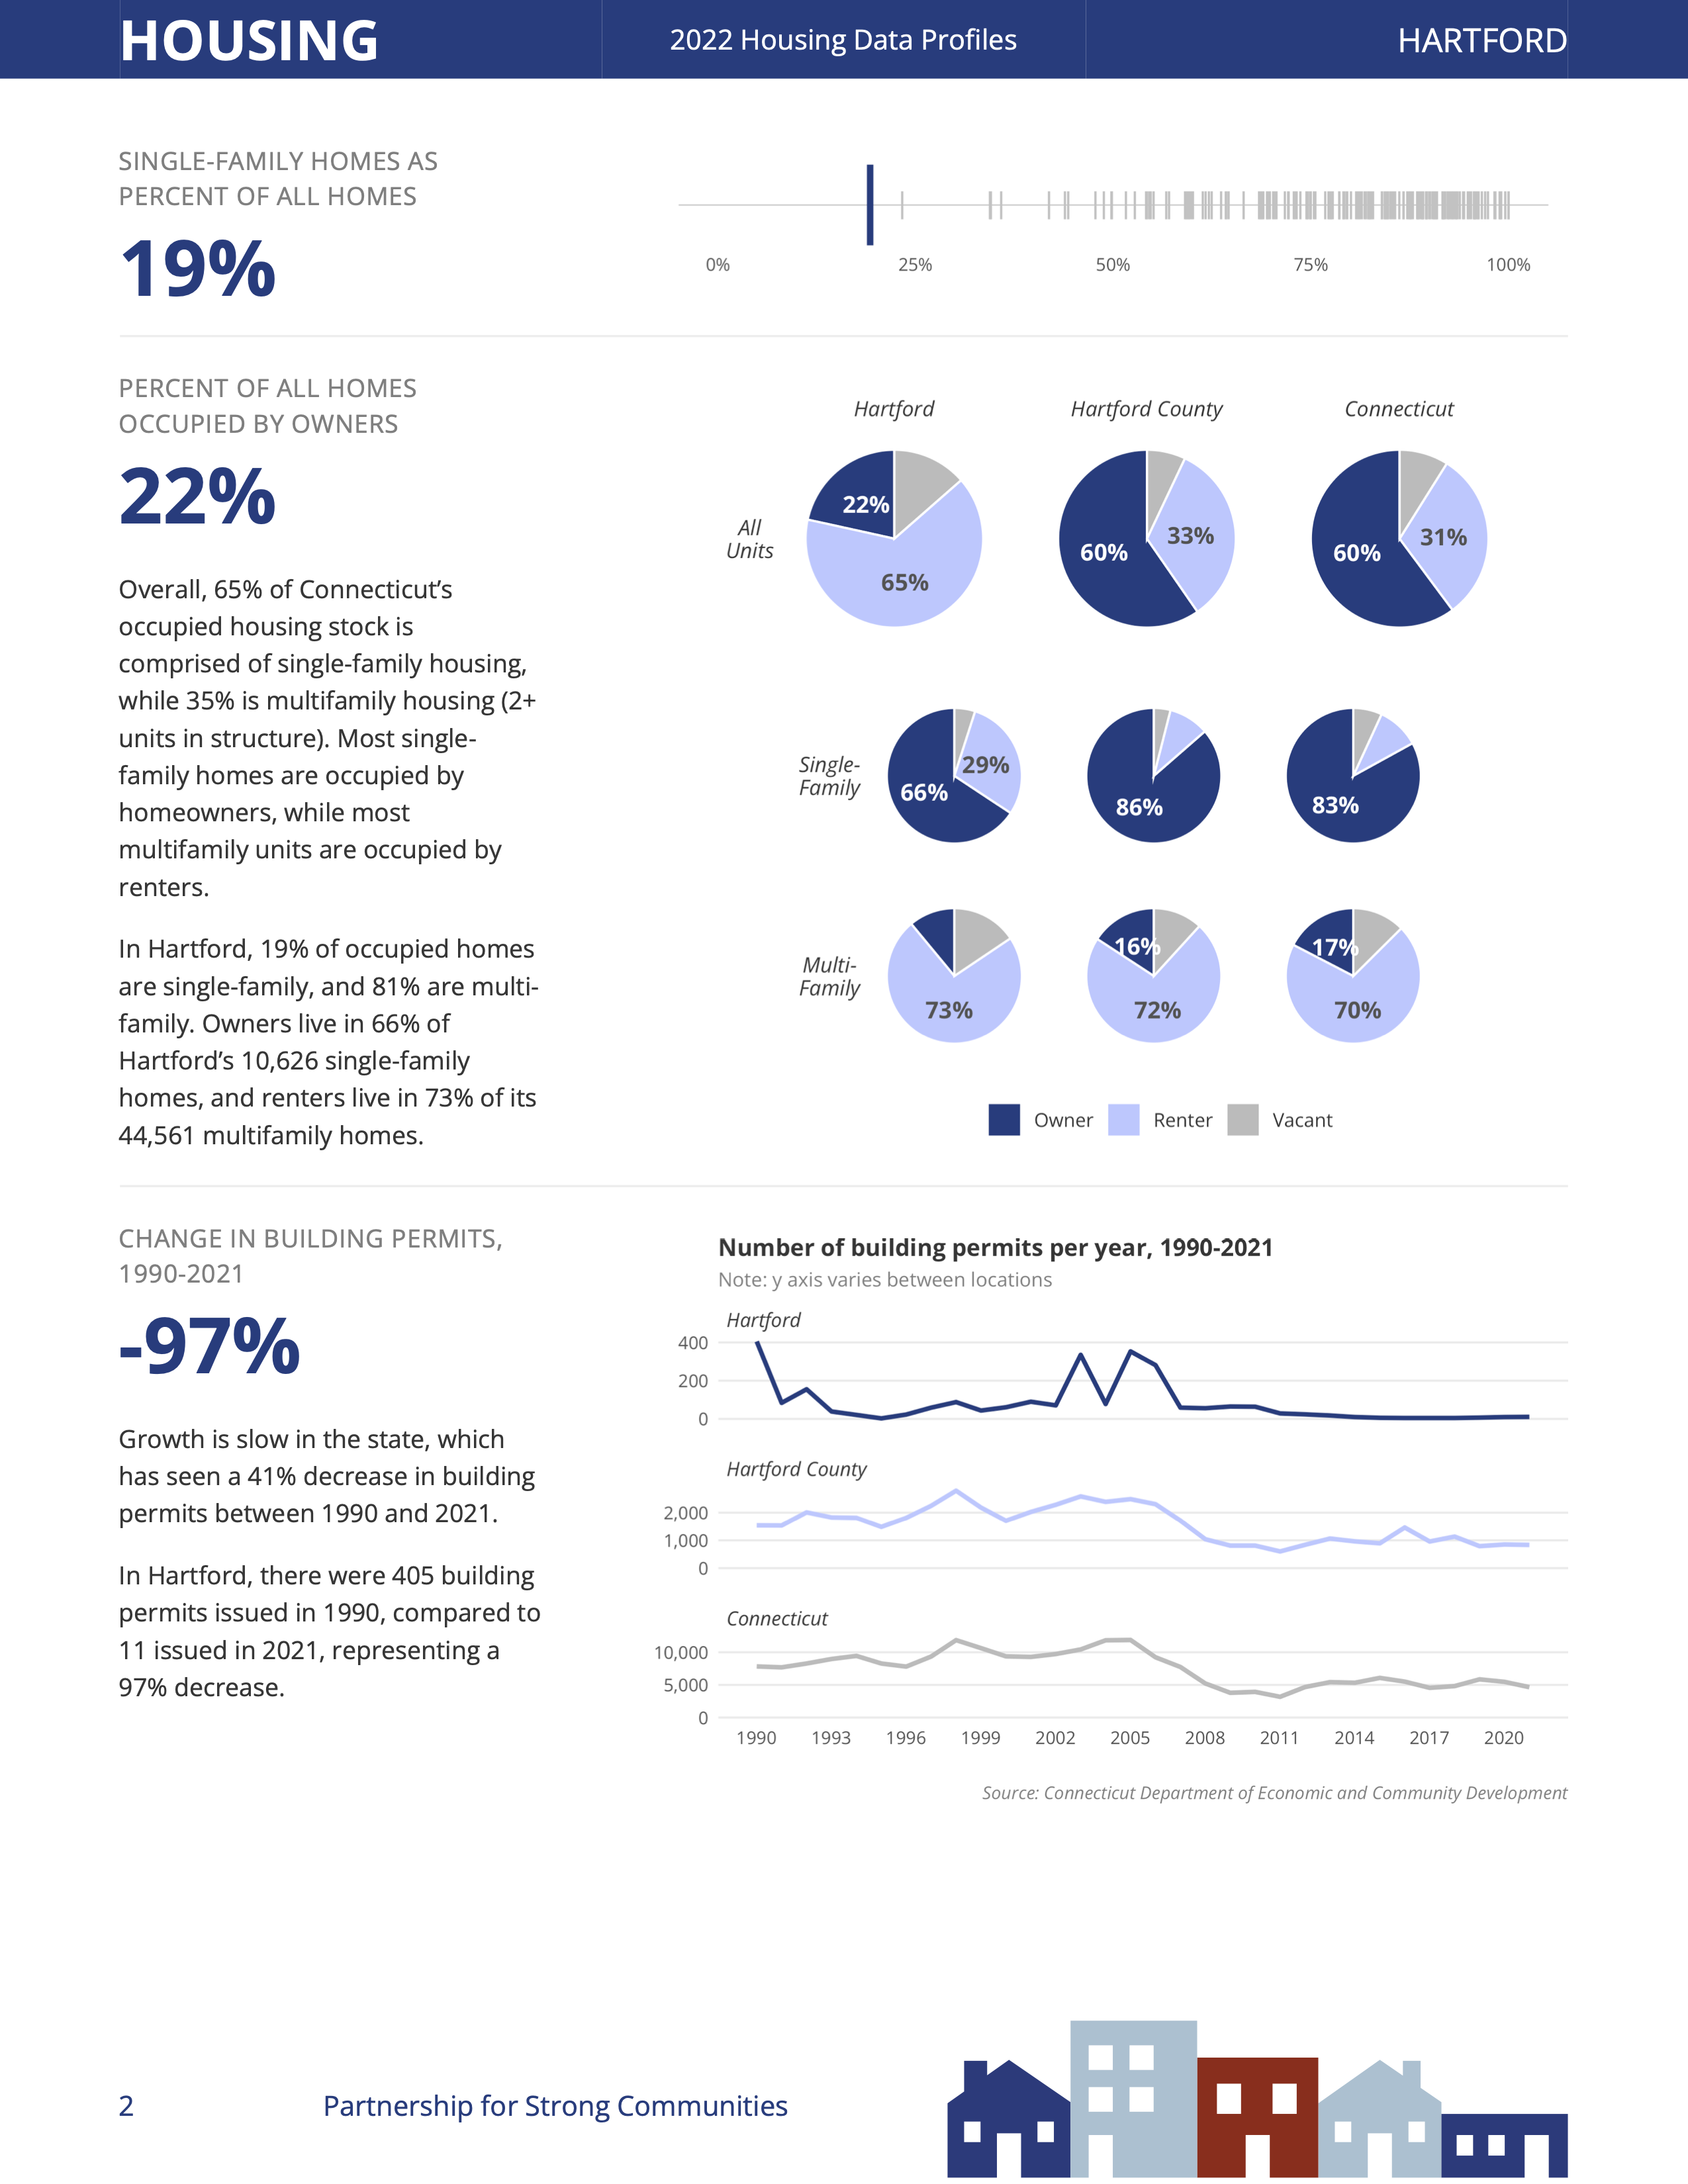 HOUSING
2022 Housing Data Profiles
HARTFORD
SINGLE-FAMILY HOMES AS
PERCENT OF ALL HOMES
19%
0%
25%
50%
75%
100%
PERCENT OF ALL HOMES
OCCUPIED BY OWNERS
22%
Overall, 65% of Connecticut’s
occupied housing stock is
comprised of single-family housing,
while 35% is multifamily housing (2+
units in structure). Most single-
family homes are occupied by
homeowners, while most
multifamily units are occupied by
renters.
In Hartford, 19% of occupied homes
are single-family, and 81% are multi-
family. Owners live in 66% of
Hartford’s 10,626 single-family
homes, and renters live in 73% of its
44,561 multifamily homes.
Hartford
Hartford County
Connecticut
All
Units
22%
65%
60%
33%
60%
31%
Single-
Family
66%
29%
86%
83%
Multi-
Family
73%
16%
72%
17%
70%
Owner
Renter
Vacant
CHANGE IN BUILDING PERMITS,
1990-2021
-97%
Growth is slow in the state, which
has seen a 41% decrease in building
permits between 1990 and 2021.
In Hartford, there were 405 building
permits issued in 1990, compared to
11 issued in 2021, representing a
97% decrease.
Number of building permits per year, 1990-2021
Note: y axis varies between locations
Hartford
400
200
0
Hartford County
2,000
1,000
0
Connecticut
10,000
5,000
0
1990
1993
1996
1999
2002
2005
2008
2011
2014
2017
2020
Source: Connecticut Department of Economic and Community Development
2
Partnership for Strong Communities